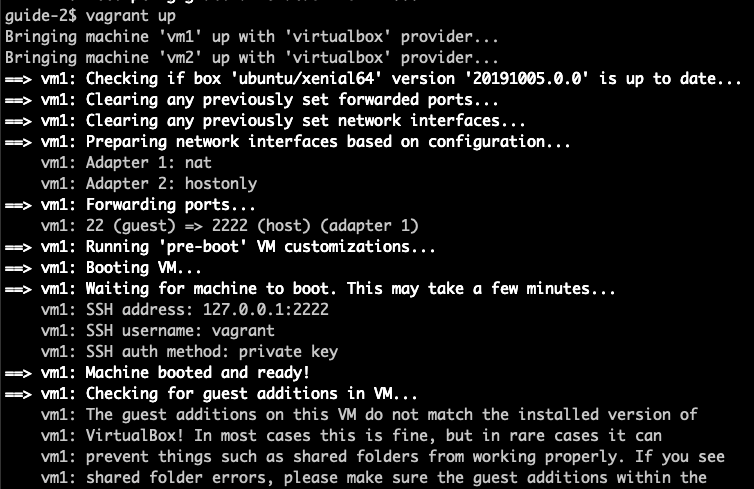 guide-2$ vagrant up
Bringing machine 'vm1' up with 'virtualbox' provider...
Bringing machine 'vm2' up with 'virtualbox' provider...
==> vm1: Checking if box 'ubuntu/xenial64' version '20191005.0.0' is up to date...
==> vm1: Clearing any previously set forwarded ports...
==> vm1: Clearing any previously set network interfaces...
==> vm1: Preparing network interfaces based on configuration...
    vm1: Adapter 1: nat
    vm1: Adapter 2: hostonly
==> vm1: Forwarding ports...
    vm1: 22 (guest) => 2222 (host) (adapter 1)
==> vm1: Running 'pre-boot' VM customizations...
==> vm1: Booting VM...
==> vm1: Waiting for machine to boot. This may take a few minutes...
    vm1: SSH address: 127.0.0.1:2222
    vm1: SSH username: vagrant
    vm1: SSH auth method: private key
==> vm1: Machine booted and ready!
==> vm1: Checking for guest additions in VM...
    vm1: The guest additions on this VM do not match the installed version of
    vm1: VirtualBox! In most cases this is fine, but in rare cases it can
    vm1: prevent things such as shared folders from working properly. If you see
    vm1: shared folder errors, please make sure the guest additions within the